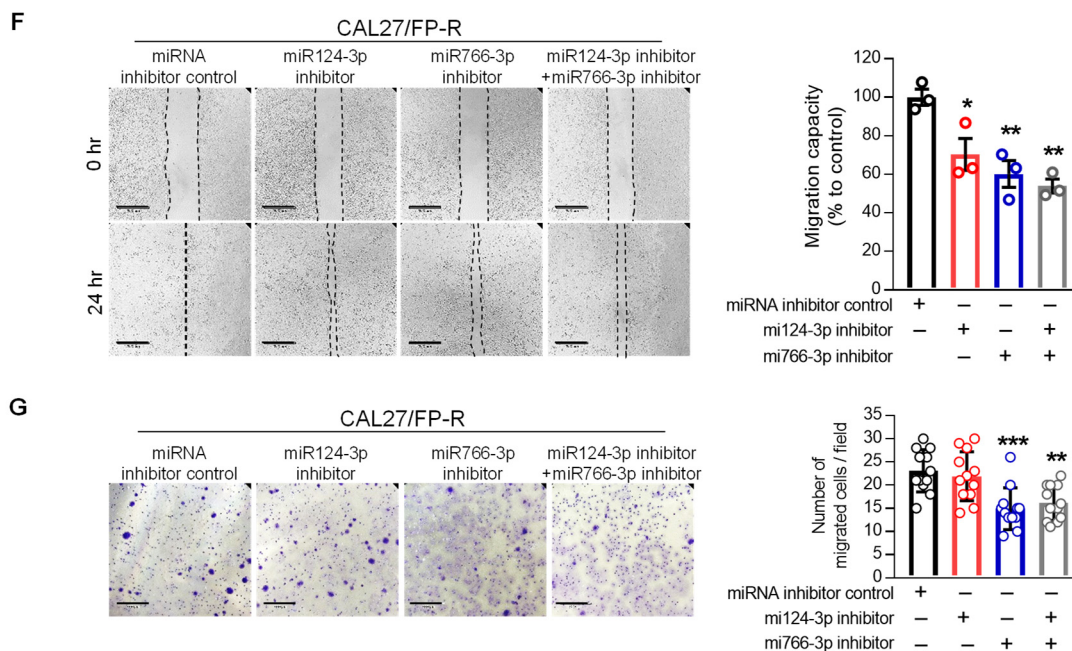 F
CAL27/FP-R
miRNA
inhibitor control
miR124-3p
inhibitor
miR766-3p
inhibitor
miR124-3p inhibitor
+miR766-3p inhibitor
0 hr
24 hr
Migration capacity
(% to control)
120
100
80
60
40
20
0
*
**
**
miRNA inhibitor control + – – –
mi124-3p inhibitor – + – +
mi766-3p inhibitor – + +
G
CAL27/FP-R
miRNA
inhibitor control
miR124-3p
inhibitor
miR766-3p
inhibitor
miR124-3p inhibitor
+miR766-3p inhibitor
Number of
migrated cells / field
35
30
25
20
15
10
5
0
***
**
miRNA inhibitor control + – – –
mi124-3p inhibitor – + – +
mi766-3p inhibitor – – + +